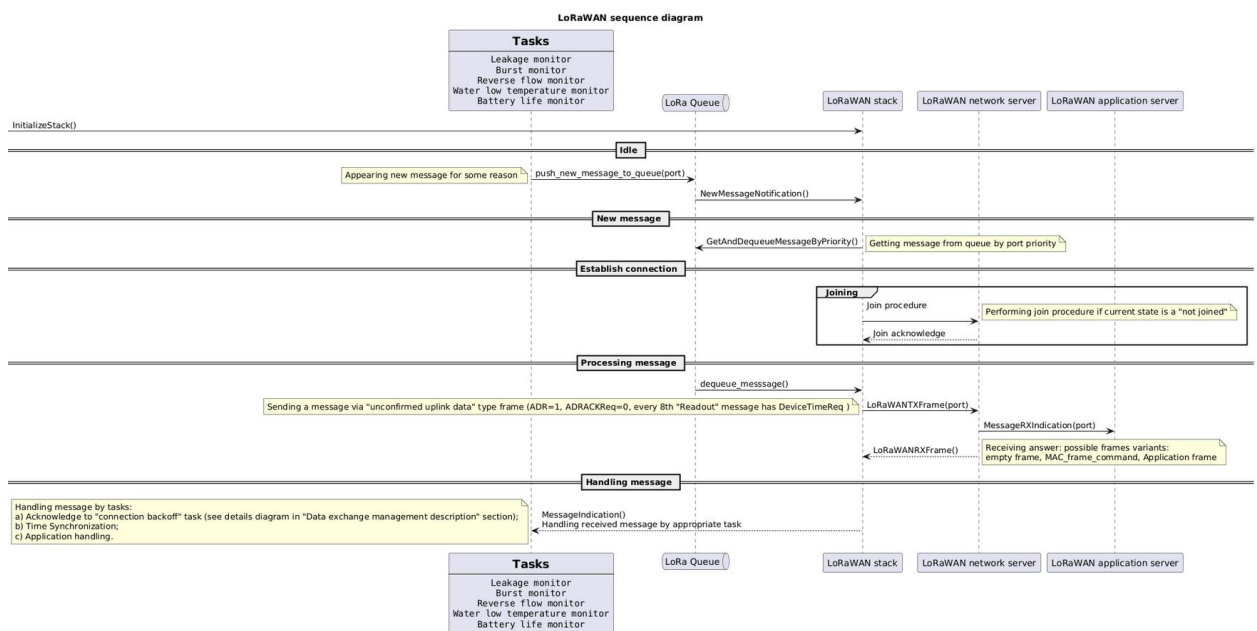 LoRaWAN sequence diagram
Tasks
Leakage monitor
Burst monitor
Reverse flow monitor
Water low temperature monitor
Battery life monitor
LoRa Queue
LoRaWAN stack
LoRaWAN network server
LoRaWAN application server
InitializeStack()
Idle
Appearing new message for some reason
push_new_message_to_queue(port)
NewMessageNotification()
New message
GetAndDequeueMessageByPriority()
Getting message from queue by port priority
Establish connection
Joining
Join procedure
Performing join procedure if current state is a "not joined"
Join acknowledge
Processing message
dequeue_messsage()
Sending a message via "unconfirmed uplink data" type frame (ADR=1, ADRACKReq=0, every 8th "Readout" message has DeviceTimeReq )
LoRaWANTXFrame(port)
MessageRXIndication(port)
LoRaWANRXFrame()
Receiving answer: possible frames variants:
empty frame, MAC_frame_command, Application frame
Handling message
Handling message by tasks:
a) Acknowledge to "connection backoff" task (see details diagram in "Data exchange management description" section);
b) Time Synchronization;
c) Application handling.
MessageIndication()
Handling received message by appropriate task
Tasks
Leakage monitor
Burst monitor
Reverse flow monitor
Water low temperature monitor
Battery life monitor
LoRa Queue
LoRaWAN stack
LoRaWAN network server
LoRaWAN application server